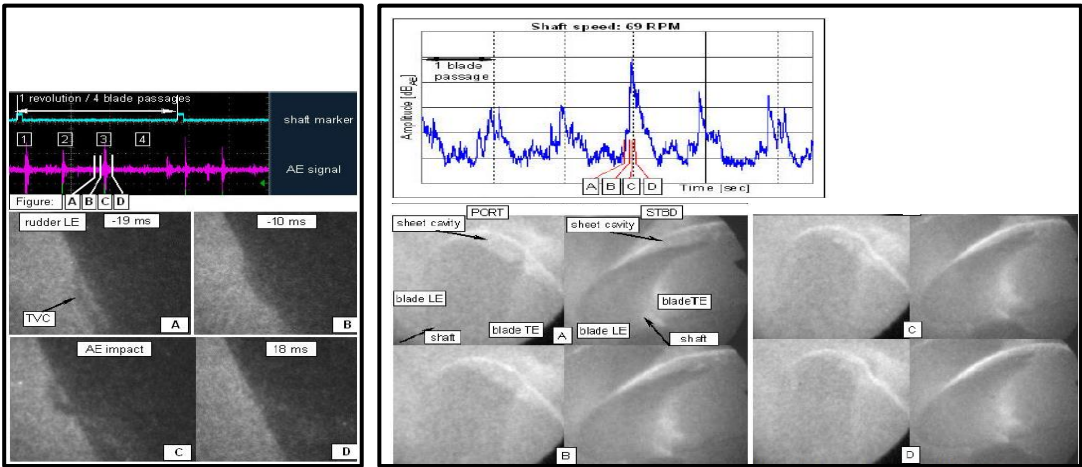 1 revolution / 4 blade passages
shaft marker
1 2 3 4
AE signal
Figure: A B C D
rudder LE -19 ms
TVC
A
-10 ms
B
AE impact
C
18 ms
D
Shaft speed: 69 RPM
1 blade
passage
Amplitude [dBAE]
A B C D
Time [sec]
PORT STBD
sheet cavity sheet cavity
blade LE bladeTE
blade TE A blade LE
shaft shaft
B
C
D